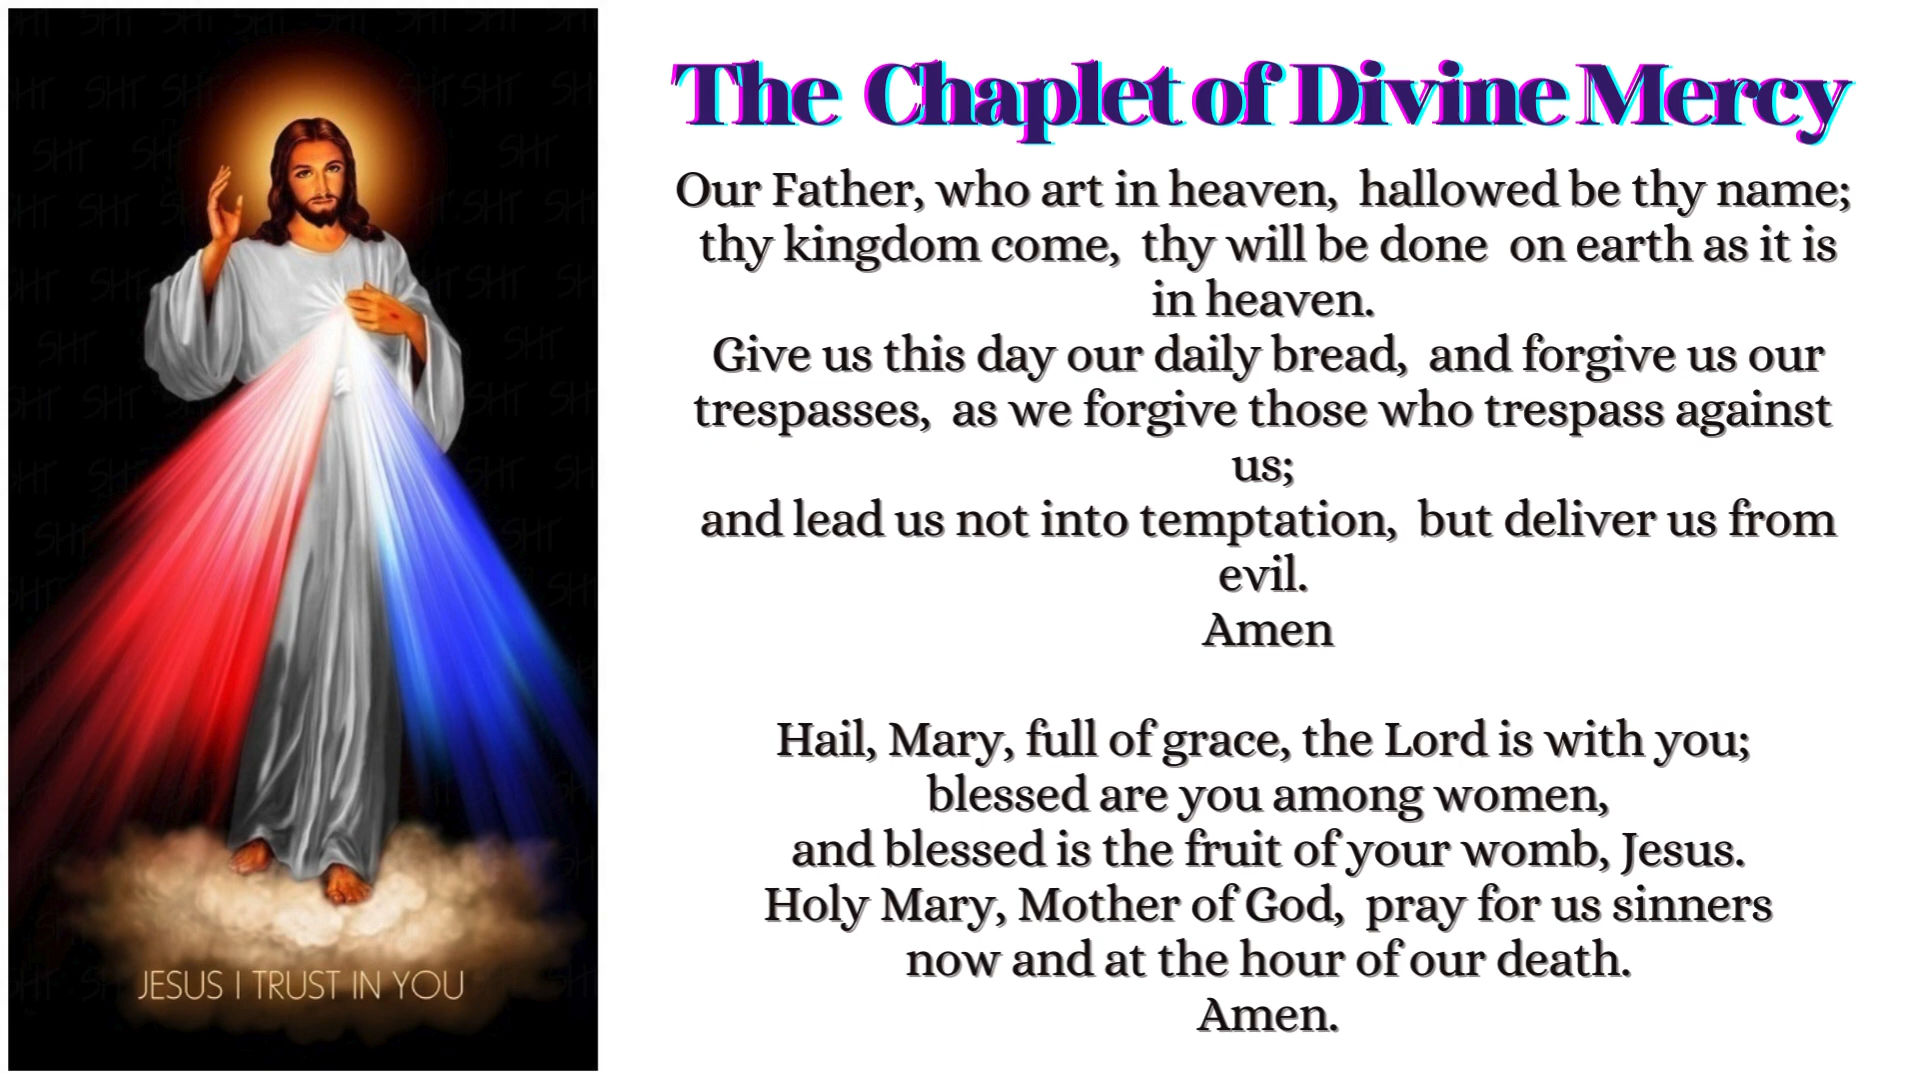 The Chaplet of Divine Mercy
Our Father, who art in heaven, hallowed be thy name;
thy kingdom come, thy will be done on earth as it is
in heaven.
Give us this day our daily bread, and forgive us our
trespasses, as we forgive those who trespass against
us;
and lead us not into temptation, but deliver us from
evil.
Amen
Hail, Mary, full of grace, the Lord is with you;
blessed are you among women,
and blessed is the fruit of your womb, Jesus.
Holy Mary, Mother of God, pray for us sinners
now and at the hour of our death.
Amen.
JESUS I TRUST IN YOU